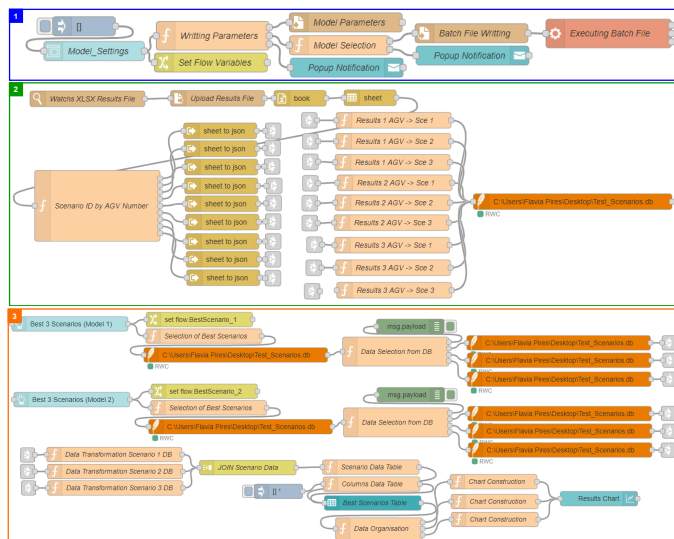 1
[]
Model_Settings
Writting Parameters
Set Flow Variables
Model Parameters
Model Selection
Popup Notification
Batch File Writting
Popup Notification
Executing Batch File
2
Watchs XLSX Results File
Upload Results File
book
sheet
Scenario ID by AGV Number
sheet to json
sheet to json
sheet to json
sheet to json
sheet to json
sheet to json
sheet to json
sheet to json
sheet to json
Results 1 AGV -> Sce 1
Results 1 AGV -> Sce 2
Results 1 AGV -> Sce 3
Results 2 AGV -> Sce 1
Results 2 AGV -> Sce 2
Results 2 AGV -> Sce 3
Results 3 AGV -> Sce 1
Results 3 AGV -> Sce 2
Results 3 AGV -> Sce 3
C:\Users\Flavia Pires\Desktop\Test_Scenarios.db
RWC
3
Best 3 Scenarios (Model 1)
set flow.BestScenario_1
Selection of Best Scenarios
C:\Users\Flavia Pires\Desktop\Test_Scenarios.db
RWC
Data Selection from DB
msg.payload
C:\Users\Flavia Pires\Desktop\Test_Scenarios.db
RWC
C:\Users\Flavia Pires\Desktop\Test_Scenarios.db
RWC
C:\Users\Flavia Pires\Desktop\Test_Scenarios.db
RWC
Best 3 Scenarios (Model 2)
set flow.BestScenario_2
Selection of Best Scenarios
C:\Users\Flavia Pires\Desktop\Test_Scenarios.db
RWC
Data Selection from DB
msg.payload
C:\Users\Flavia Pires\Desktop\Test_Scenarios.db
RWC
C:\Users\Flavia Pires\Desktop\Test_Scenarios.db
RWC
C:\Users\Flavia Pires\Desktop\Test_Scenarios.db
RWC
Data Transformation Scenario 1 DB
Data Transformation Scenario 2 DB
Data Transformation Scenario 3 DB
JOIN Scenario Data
[] ¹
Scenario Data Table
Columns Data Table
Best Scenarios Table
Data Organisation
Chart Construction
Chart Construction
Chart Construction
Results Chart